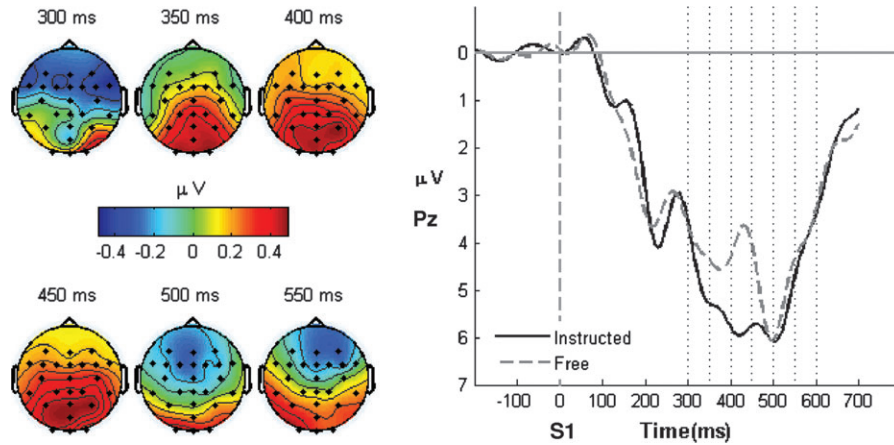 300 ms 350 ms 400 ms
μ V
-0.4 -0.2 0 0.2 0.4
450 ms 500 ms 550 ms
0
1
2
μ V
3
Pz
4
5
6
7
Instructed
Free
-100 0 100 200 300 400 500 600 700
S1 Time(ms)